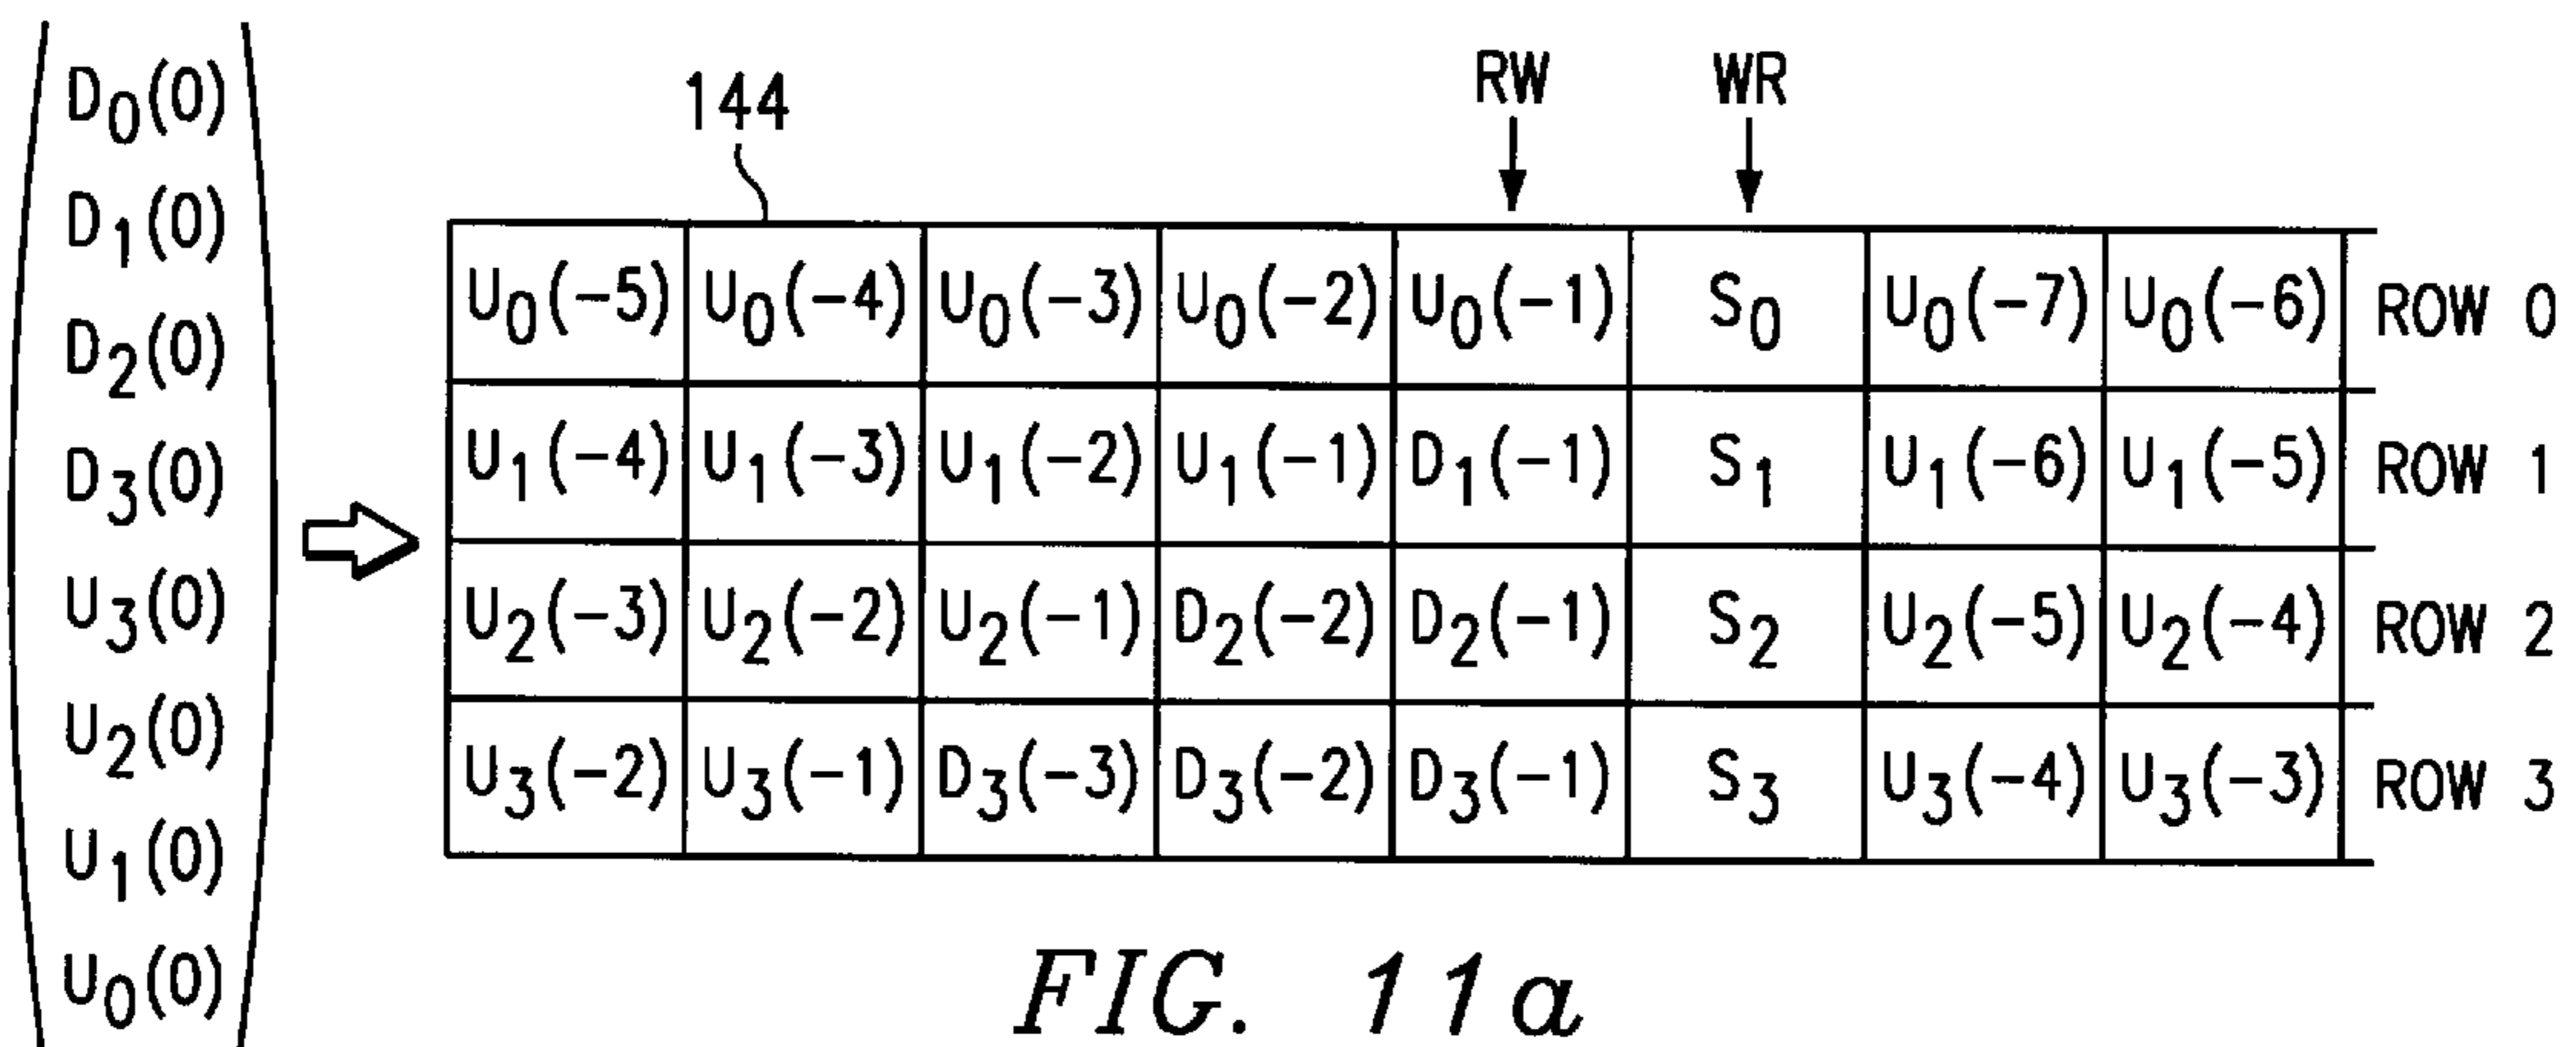 D₀(0)
D₁(0)
D₂(0)
D₃(0)
U₃(0)
U₂(0)
U₁(0)
U₀(0)
144
RW WR
U₀(-5) U₀(-4) U₀(-3) U₀(-2) U₀(-1) S₀ U₀(-7) U₀(-6) ROW 0
U₁(-4) U₁(-3) U₁(-2) U₁(-1) D₁(-1) S₁ U₁(-6) U₁(-5) ROW 1
U₂(-3) U₂(-2) U₂(-1) D₂(-2) D₂(-1) S₂ U₂(-5) U₂(-4) ROW 2
U₃(-2) U₃(-1) D₃(-3) D₃(-2) D₃(-1) S₃ U₃(-4) U₃(-3) ROW 3
FIG. 11a